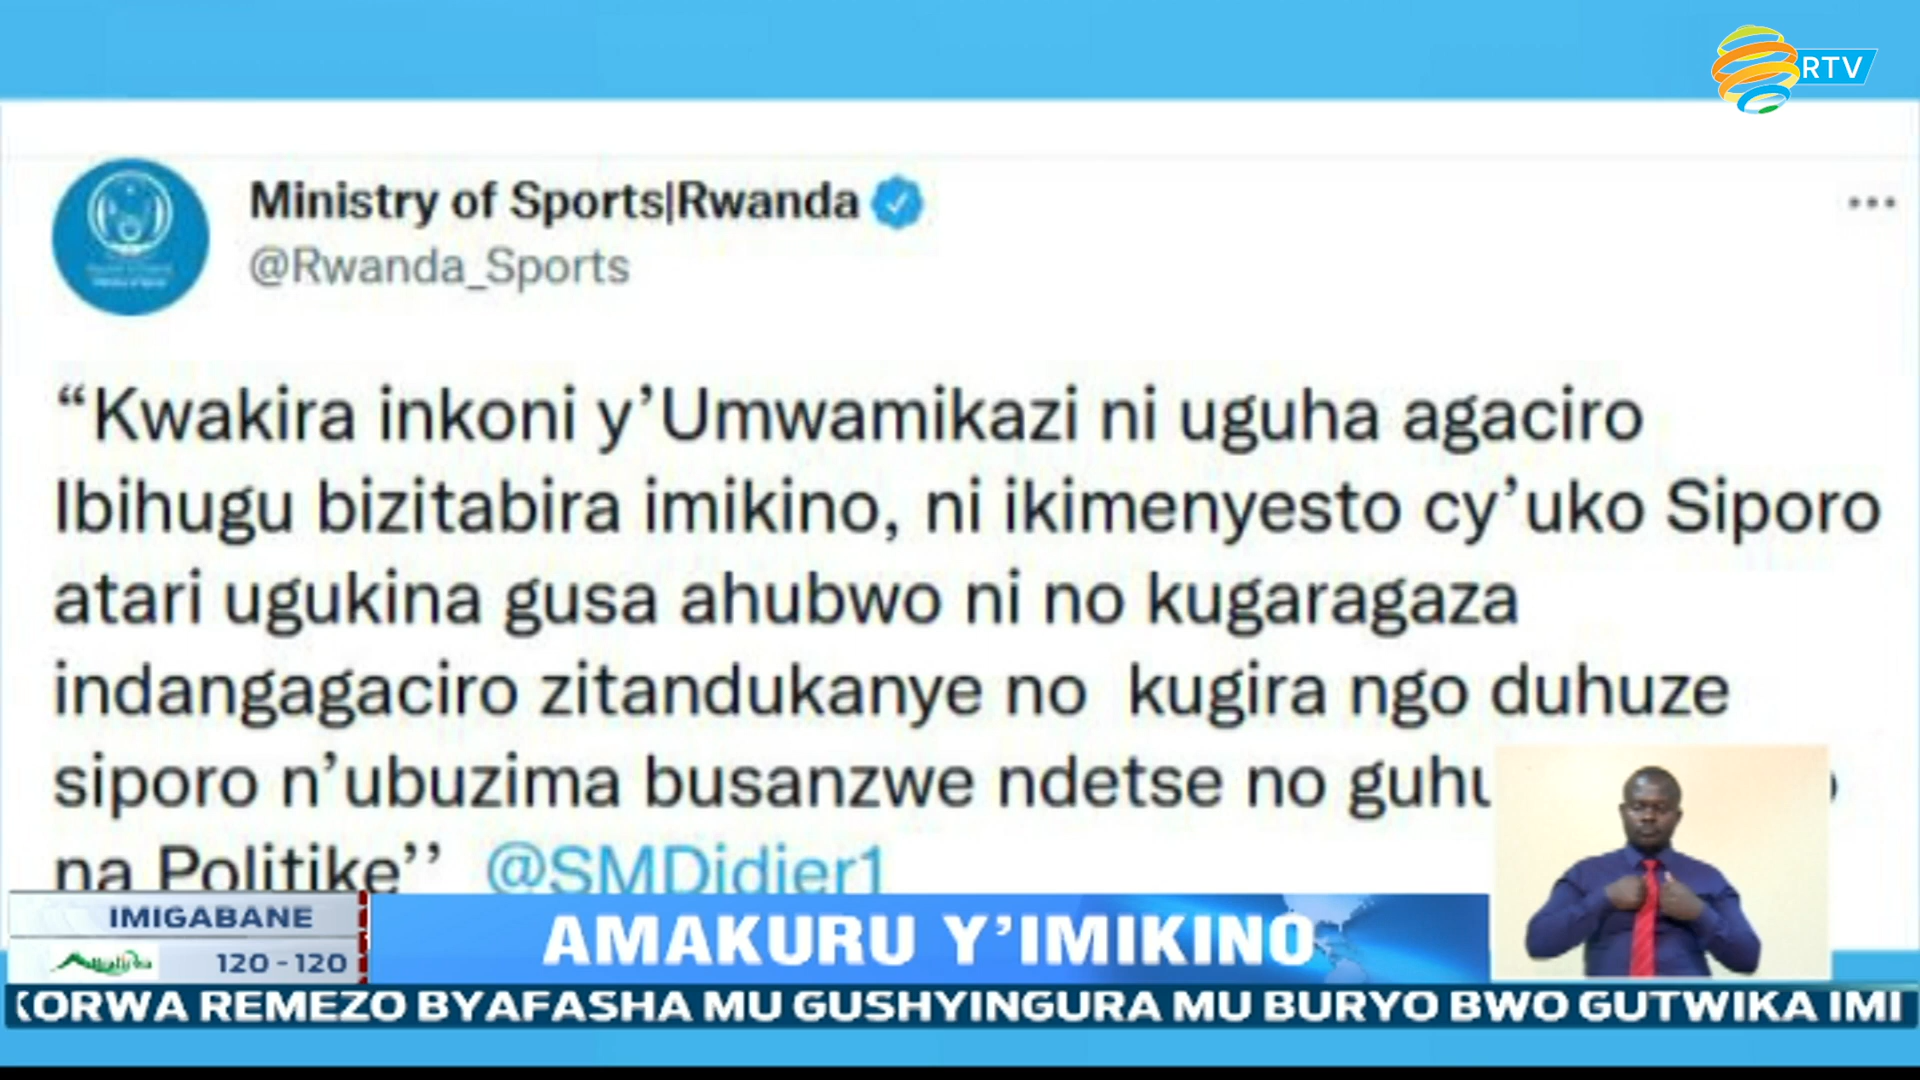 RTV
Ministry of Sports|Rwanda
@Rwanda_Sports
“Kwakira inkoni y’Umwamikazi ni uguha agaciro
Ibihugu bizitabira imikino, ni ikimenyesto cy’uko Siporo
atari ugukina gusa ahubwo ni no kugaragaza
indangagaciro zitandukanye no kugira ngo duhuze
siporo n’ubuzima busanzwe ndetse no
na Politike’’ @SMDidier1
IMIGABANE
120 - 120
AMAKURU Y’IMIKINO
KORWA REMEZO BYAFASHA MU GUSHYINGURA MU BURYO BWO GUTWIKA IMI